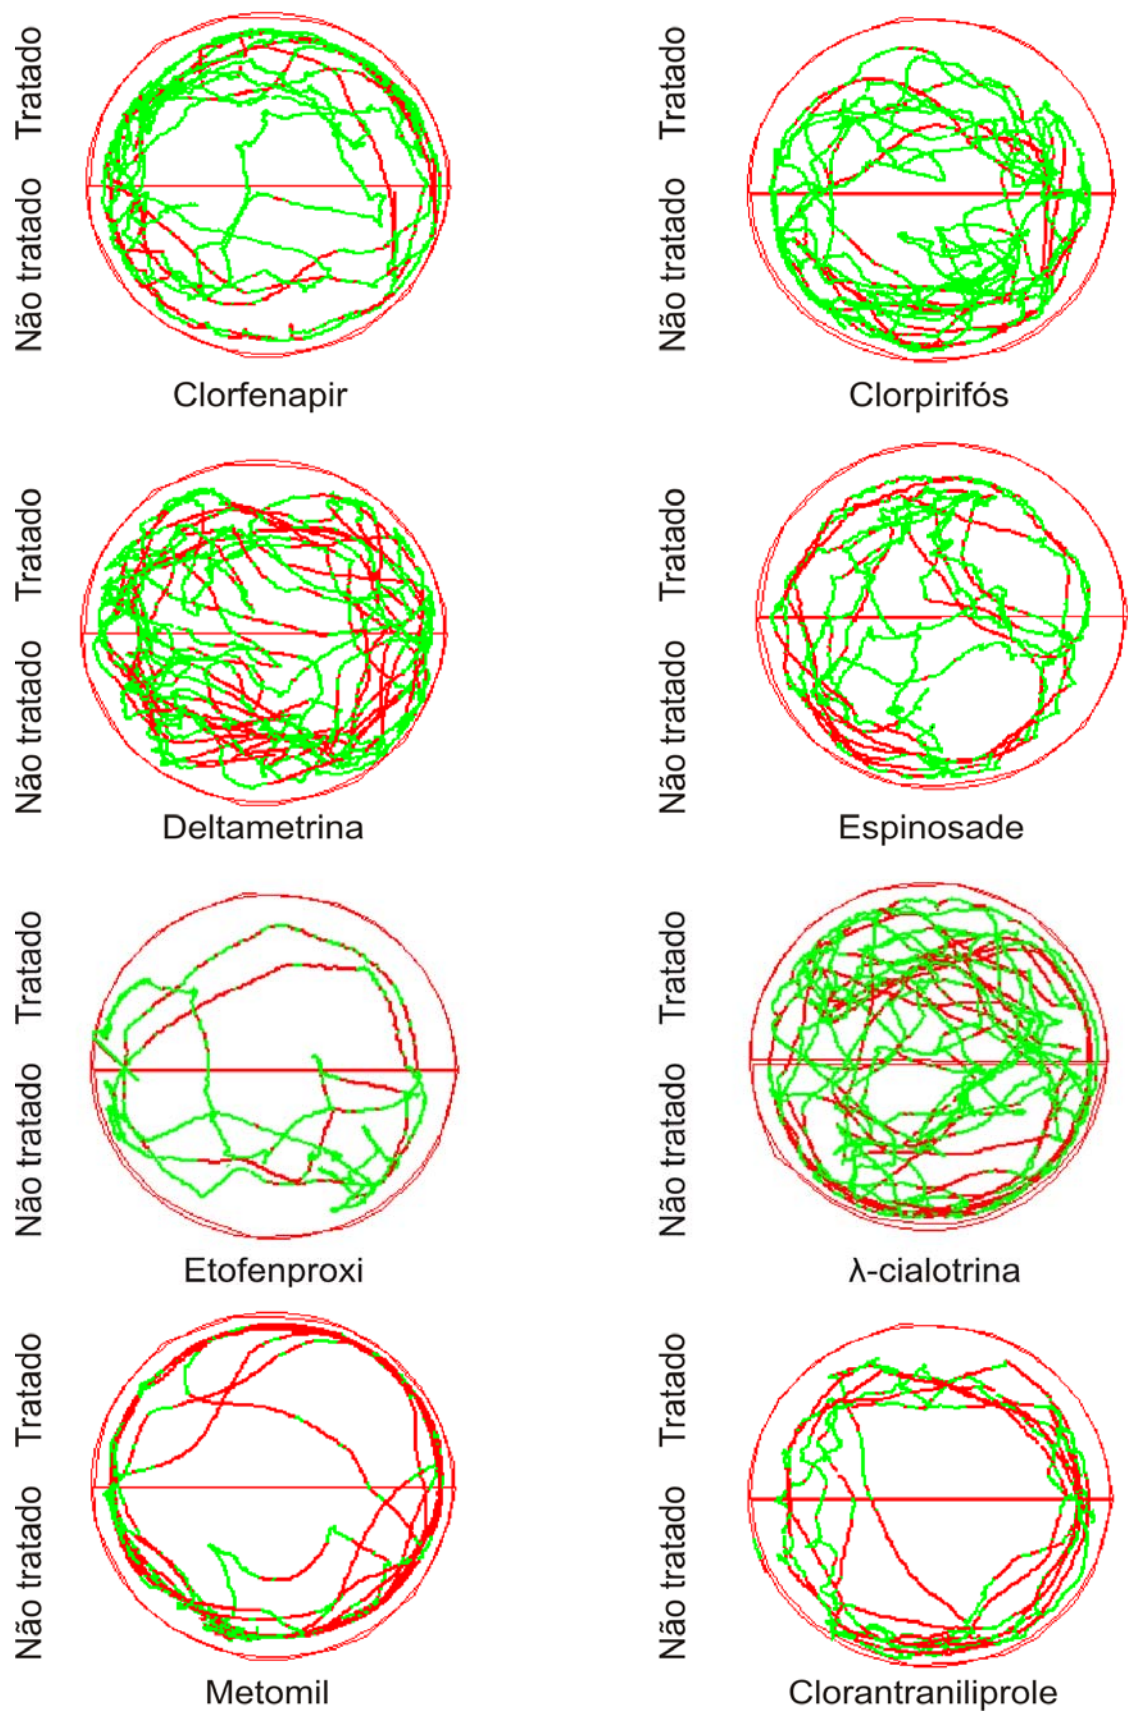 Tratado
Não tratado
Clorfenapir
Tratado
Não tratado
Clorpirifós
Tratado
Não tratado
Deltametrina
Tratado
Não tratado
Espinosade
Tratado
Não tratado
Etofenproxi
Tratado
Não tratado
λ-cialotrina
Tratado
Não tratado
Metomil
Tratado
Não tratado
Clorantraniliprole